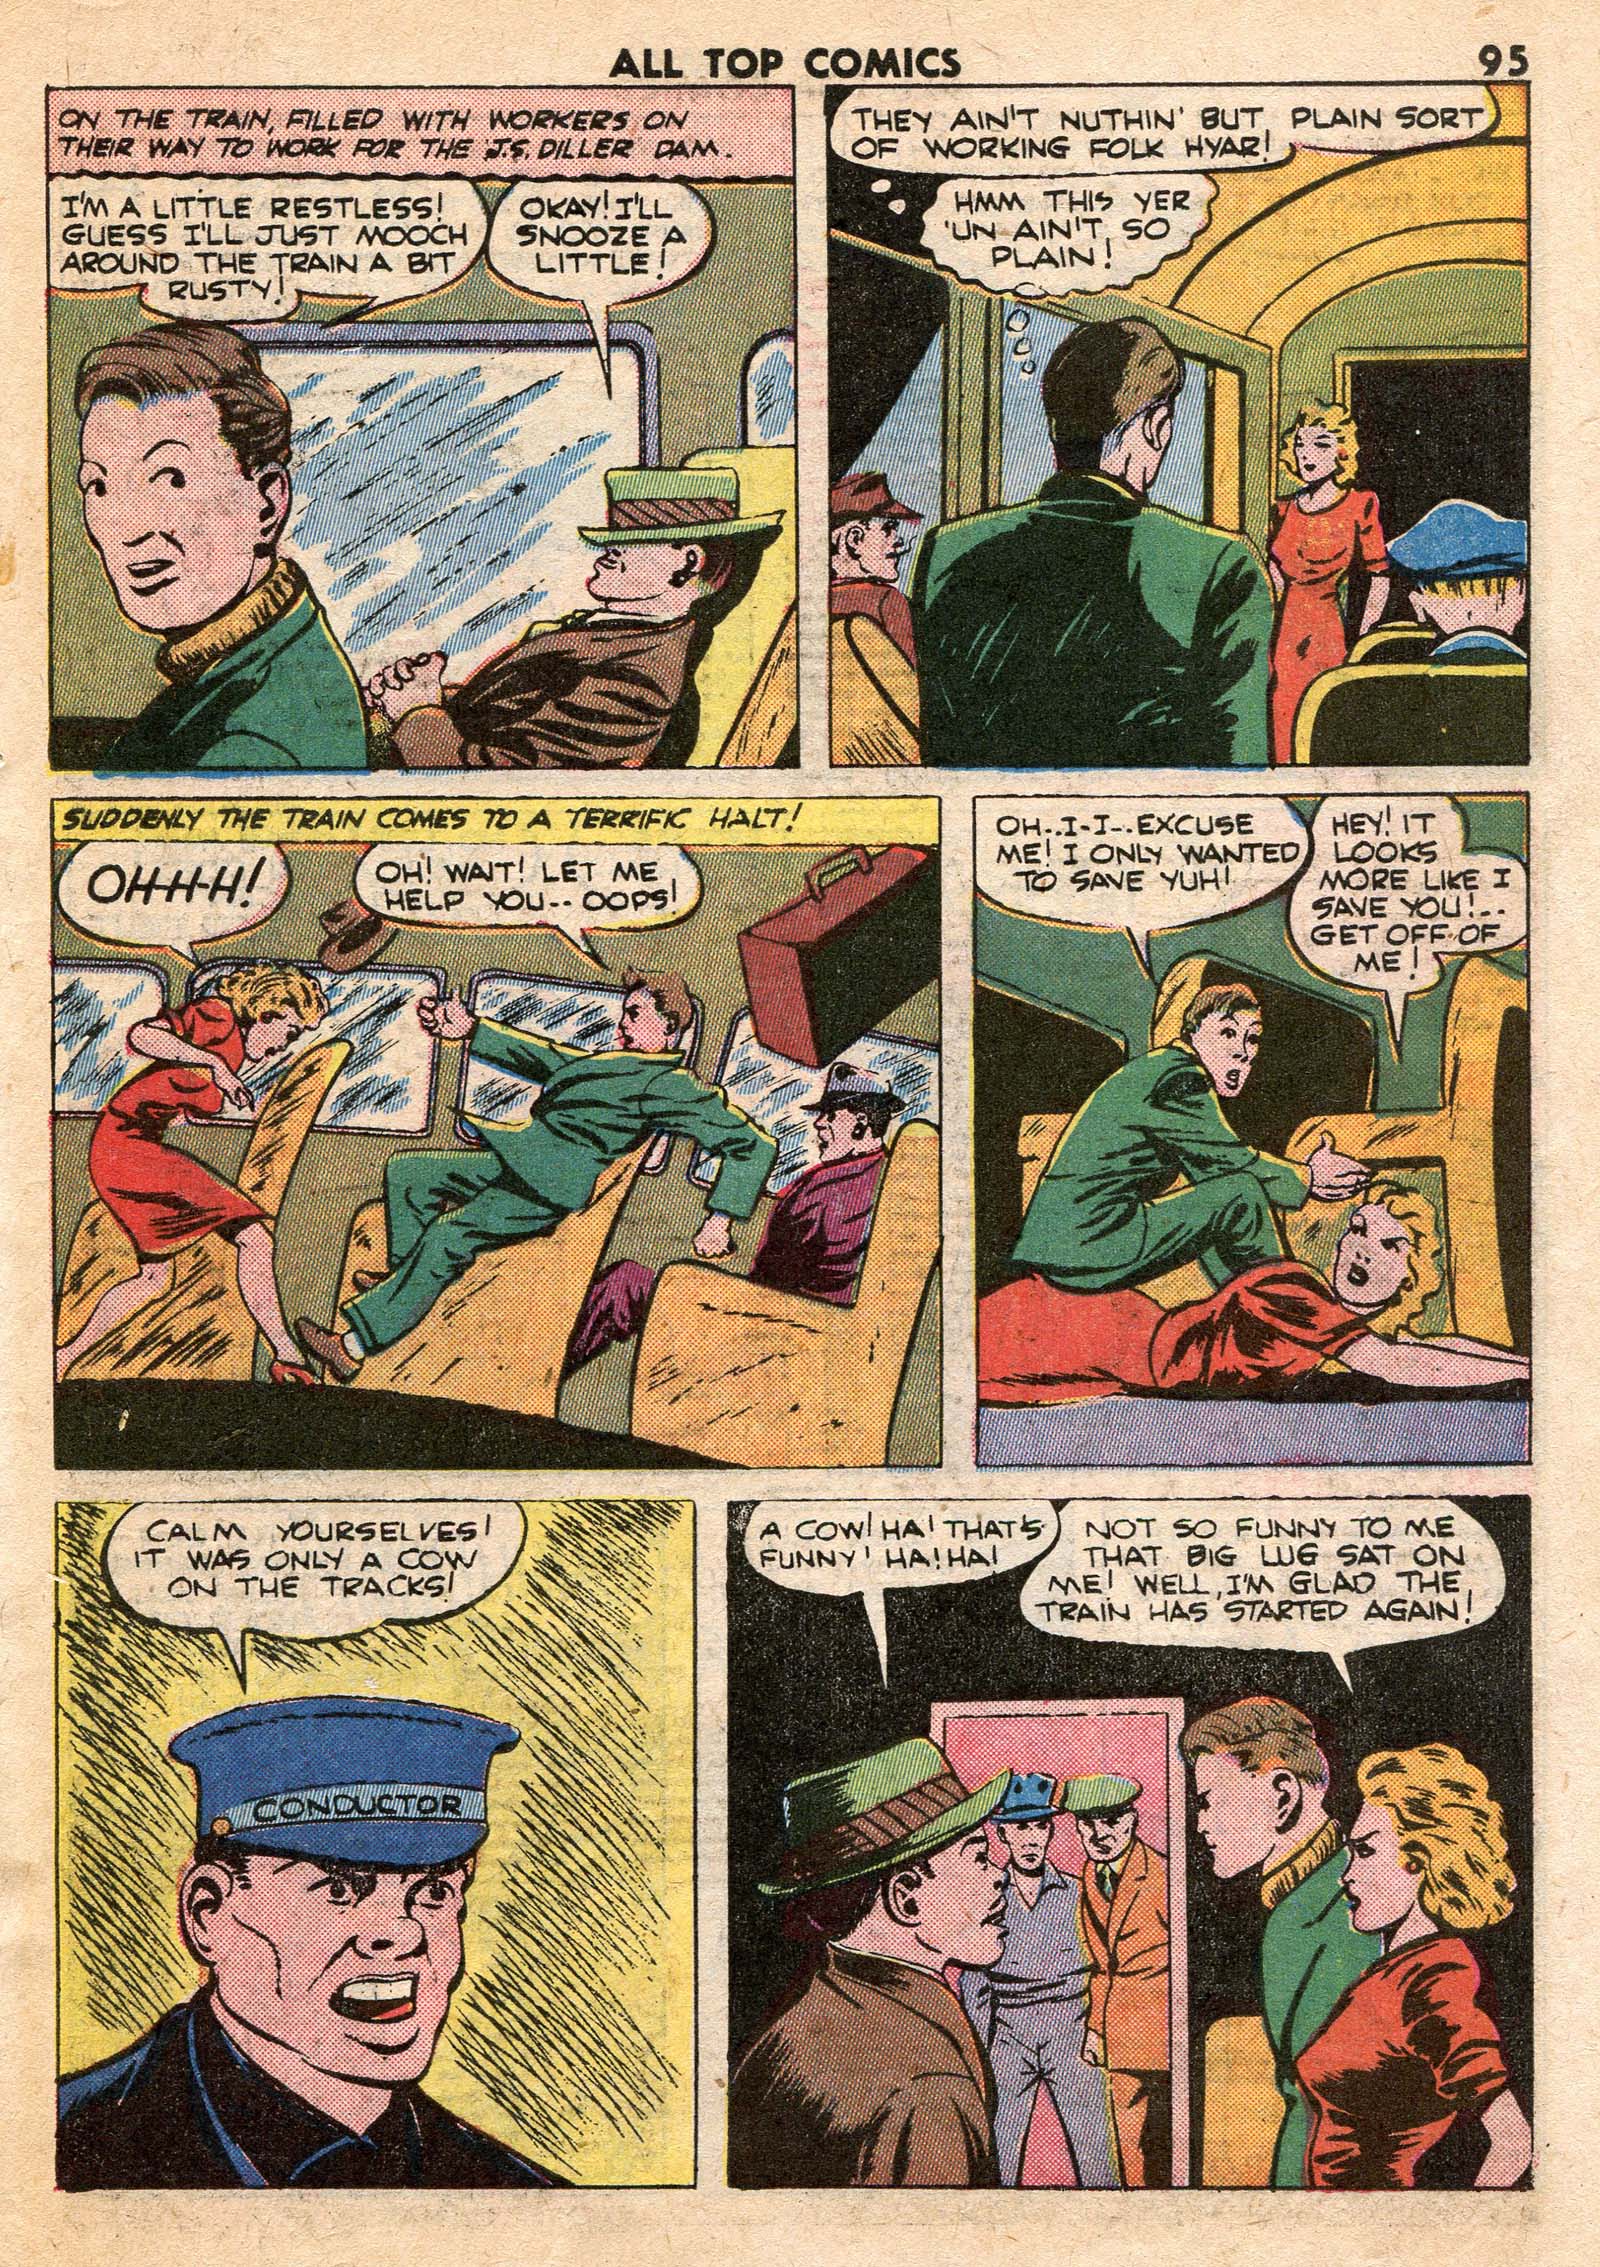 ALL TOP COMICS
95
ON THE TRAIN, FILLED WITH WORKERS ON
THEIR WAY TO WORK FOR THE J.S. DILLER DAM.
I'M A LITTLE RESTLESS!
GUESS I'LL JUST MOOCH
AROUND THE TRAIN A BIT
RUSTY!
OKAY! I'LL
SNOOZE A
LITTLE!
THEY AIN'T NUTHIN' BUT PLAIN SORT
OF WORKING FOLK HYAR!
HMM THIS YER
'UN AIN'T SO
PLAIN!
SUDDENLY THE TRAIN COMES TO A TERRIFIC HALT!
OH-H-H!
OH! WAIT! LET ME
HELP YOU-- OOPS!
OH-.I-I-.EXCUSE
ME! I ONLY WANTED
TO SAVE YUH!
HEY! IT
LOOKS
MORE LIKE I
SAVE YOU!..
GET OFF OF
ME!
CALM YOURSELVES!
IT WAS ONLY A COW
ON THE TRACKS!
CONDUCTOR
A COW! HA! THAT'S
FUNNY! HA! HA!
NOT SO FUNNY TO ME
THAT BIG LUG SAT ON
ME! WELL, I'M GLAD THE
TRAIN HAS STARTED AGAIN!